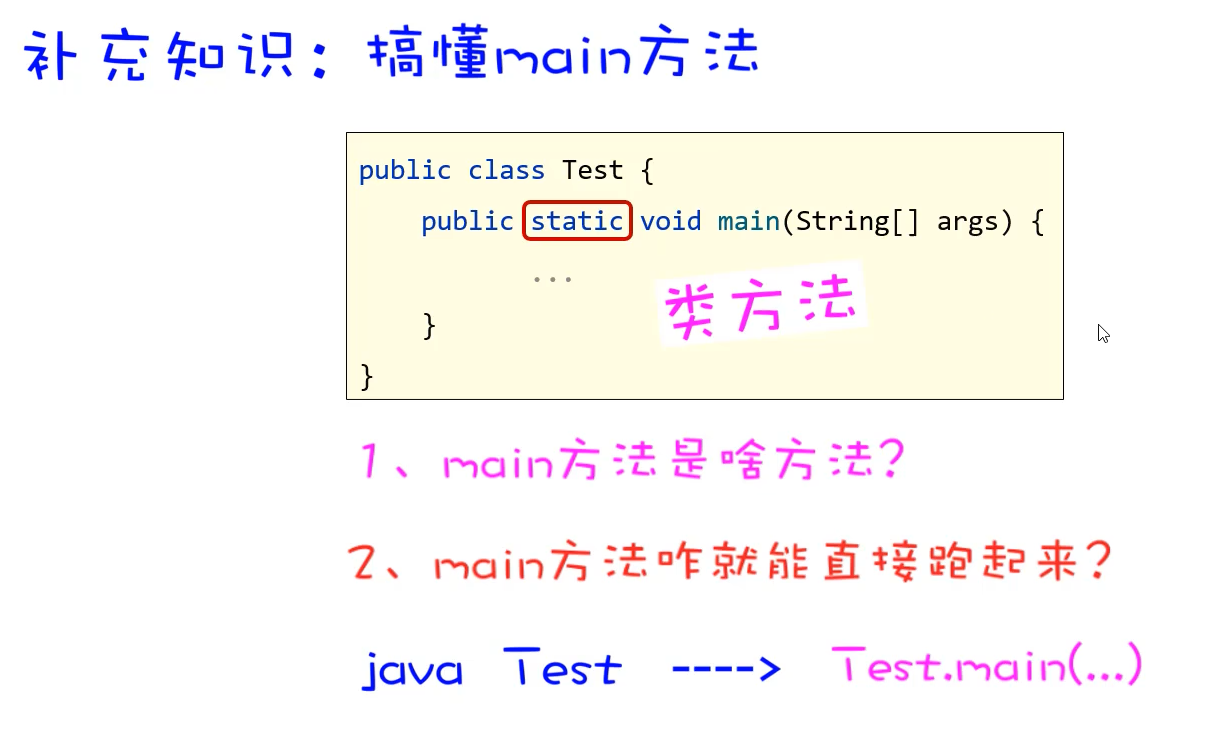 补充知识：搞懂main方法
public class Test {
public static void main(String[] args) {
...
类方法
}
}
1、main方法是啥方法？
2、main方法咋就能直接跑起来？
java Test ----> Test.main(...)